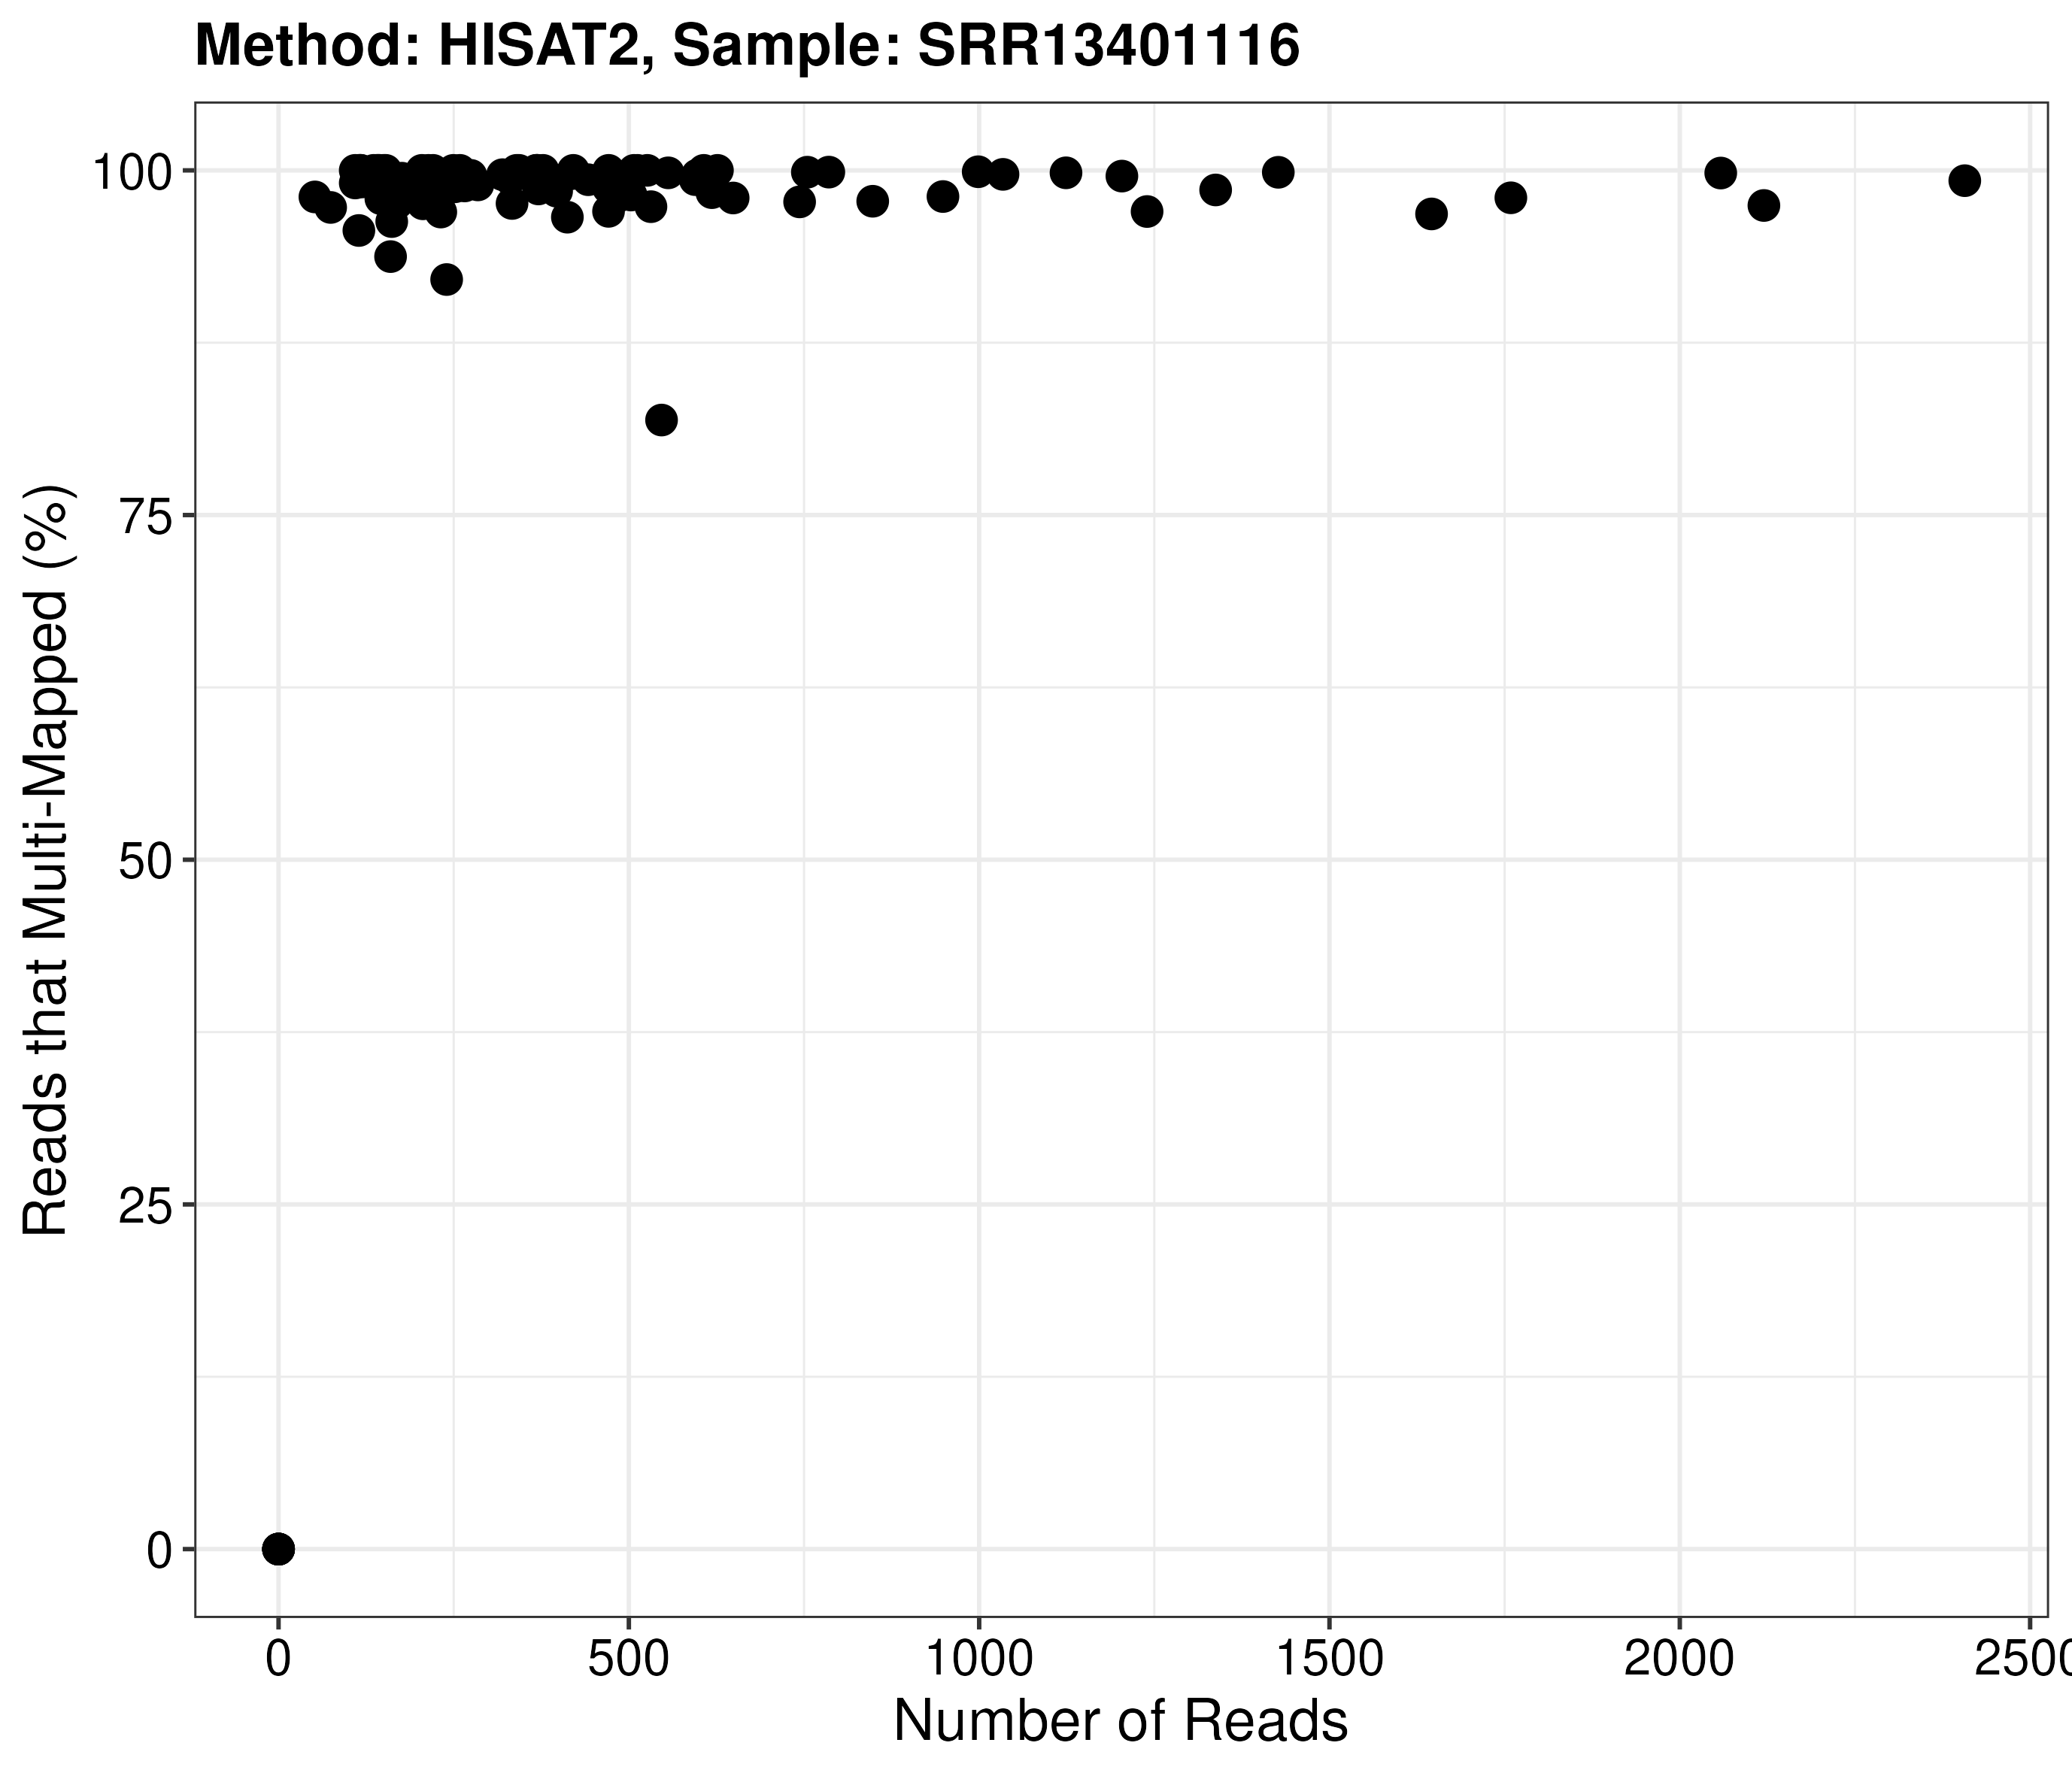 Method: HISAT2, Sample: SRR13401116
Reads that Multi-Mapped (%)
100
75
50
25
0
0 500 1000 1500 2000 2500
Number of Reads